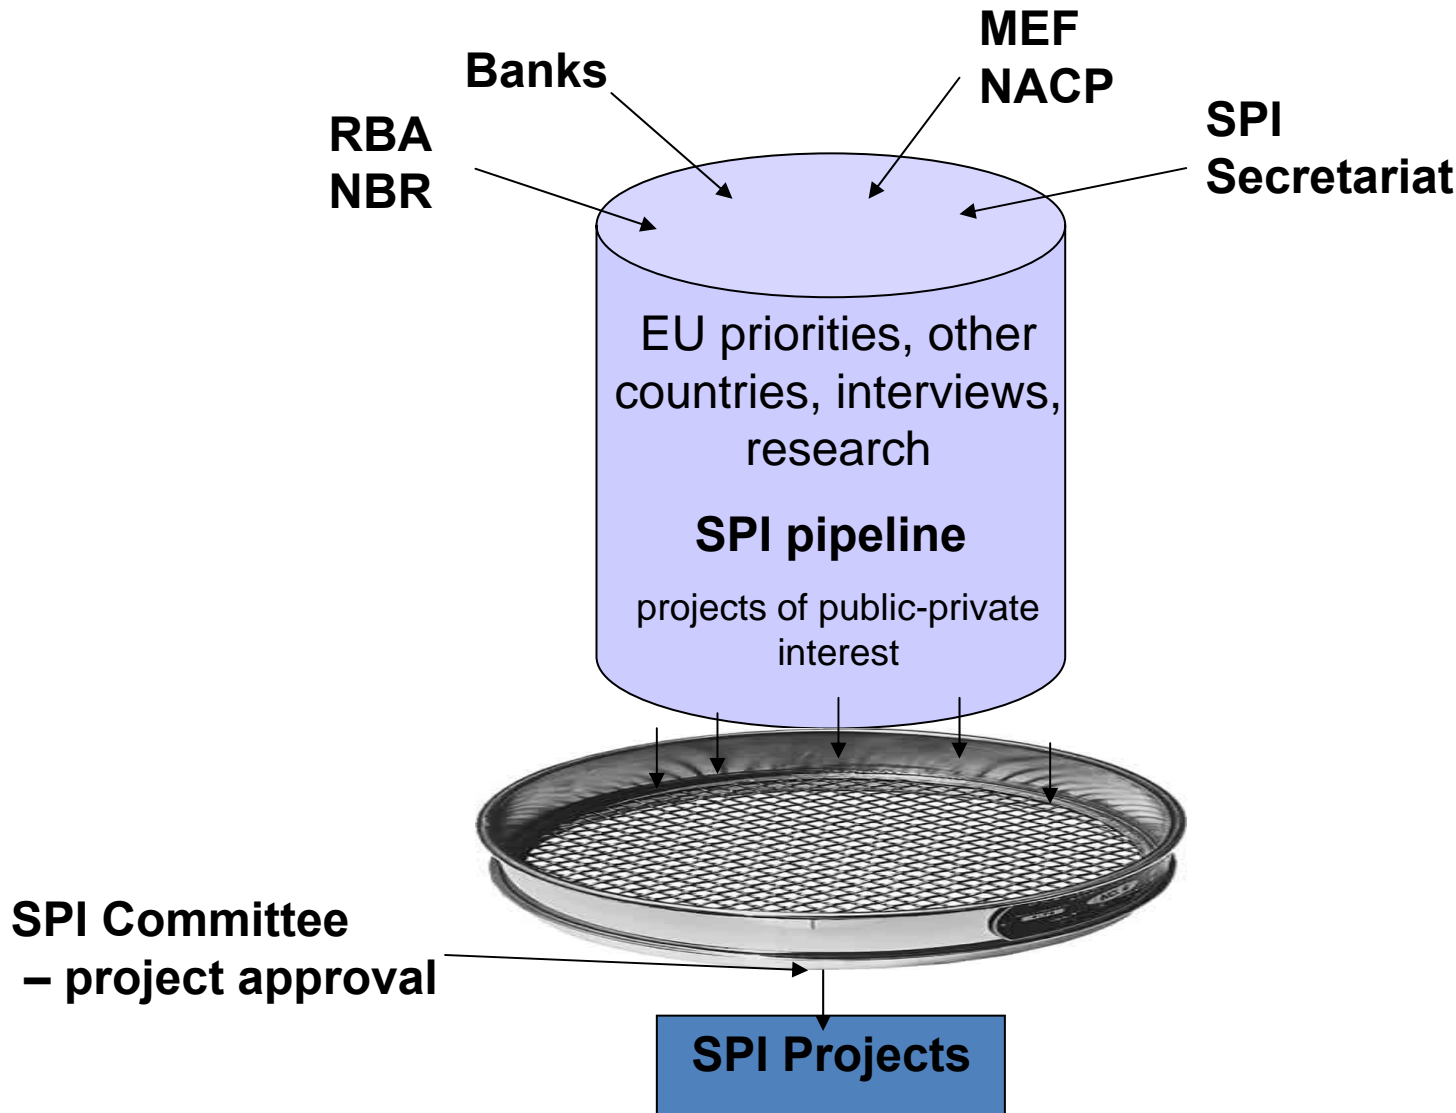 MEF
NACP
Banks
RBA
NBR
SPI
Secretariat
EU priorities, other
countries, interviews,
research
SPI pipeline
projects of public-private
interest
SPI Committee
– project approval
SPI Projects